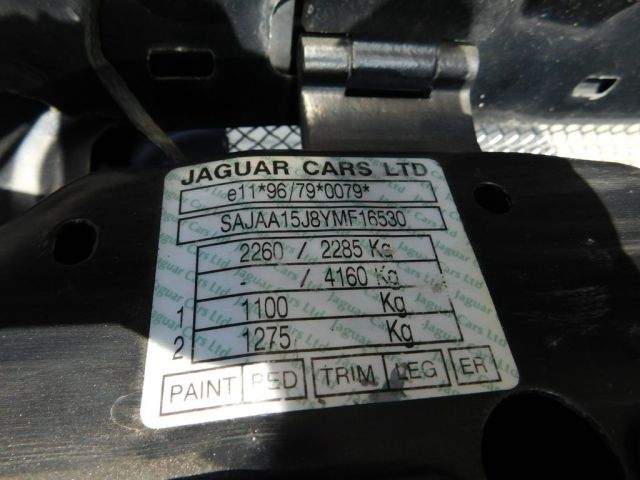 JAGUAR CARS LTD
e11*96/79*0079*
SAJAA15J8YMF16530
2260 / 2285 Kg
- / 4160 Kg
1 1100 Kg
2 1275 Kg
PAINT PED TRIM LEG ER